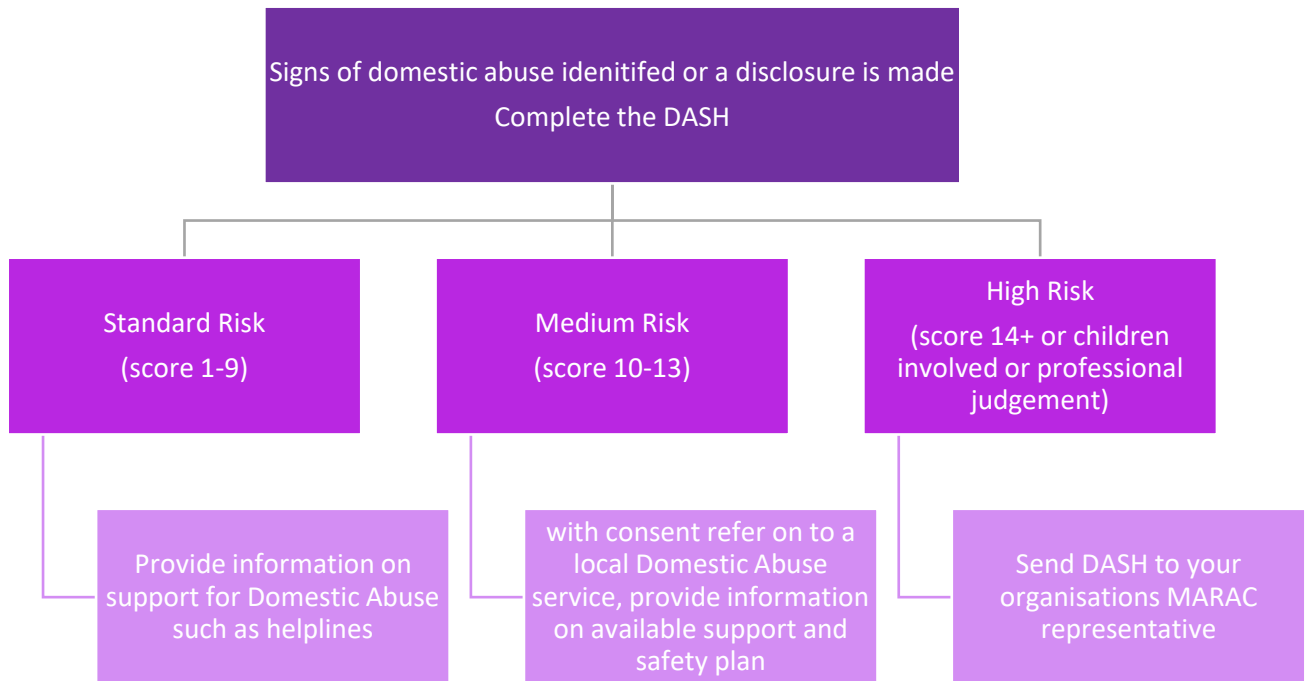 Signs of domestic abuse idenitifed or a disclosure is made
Complete the DASH
Standard Risk
(score 1-9)
Medium Risk
(score 10-13)
High Risk
(score 14+ or children
involved or professional
judgement)
Provide information on
support for Domestic Abuse
such as helplines
with consent refer on to a
local Domestic Abuse
service, provide information
on available support and
safety plan
Send DASH to your
organisations MARAC
representative